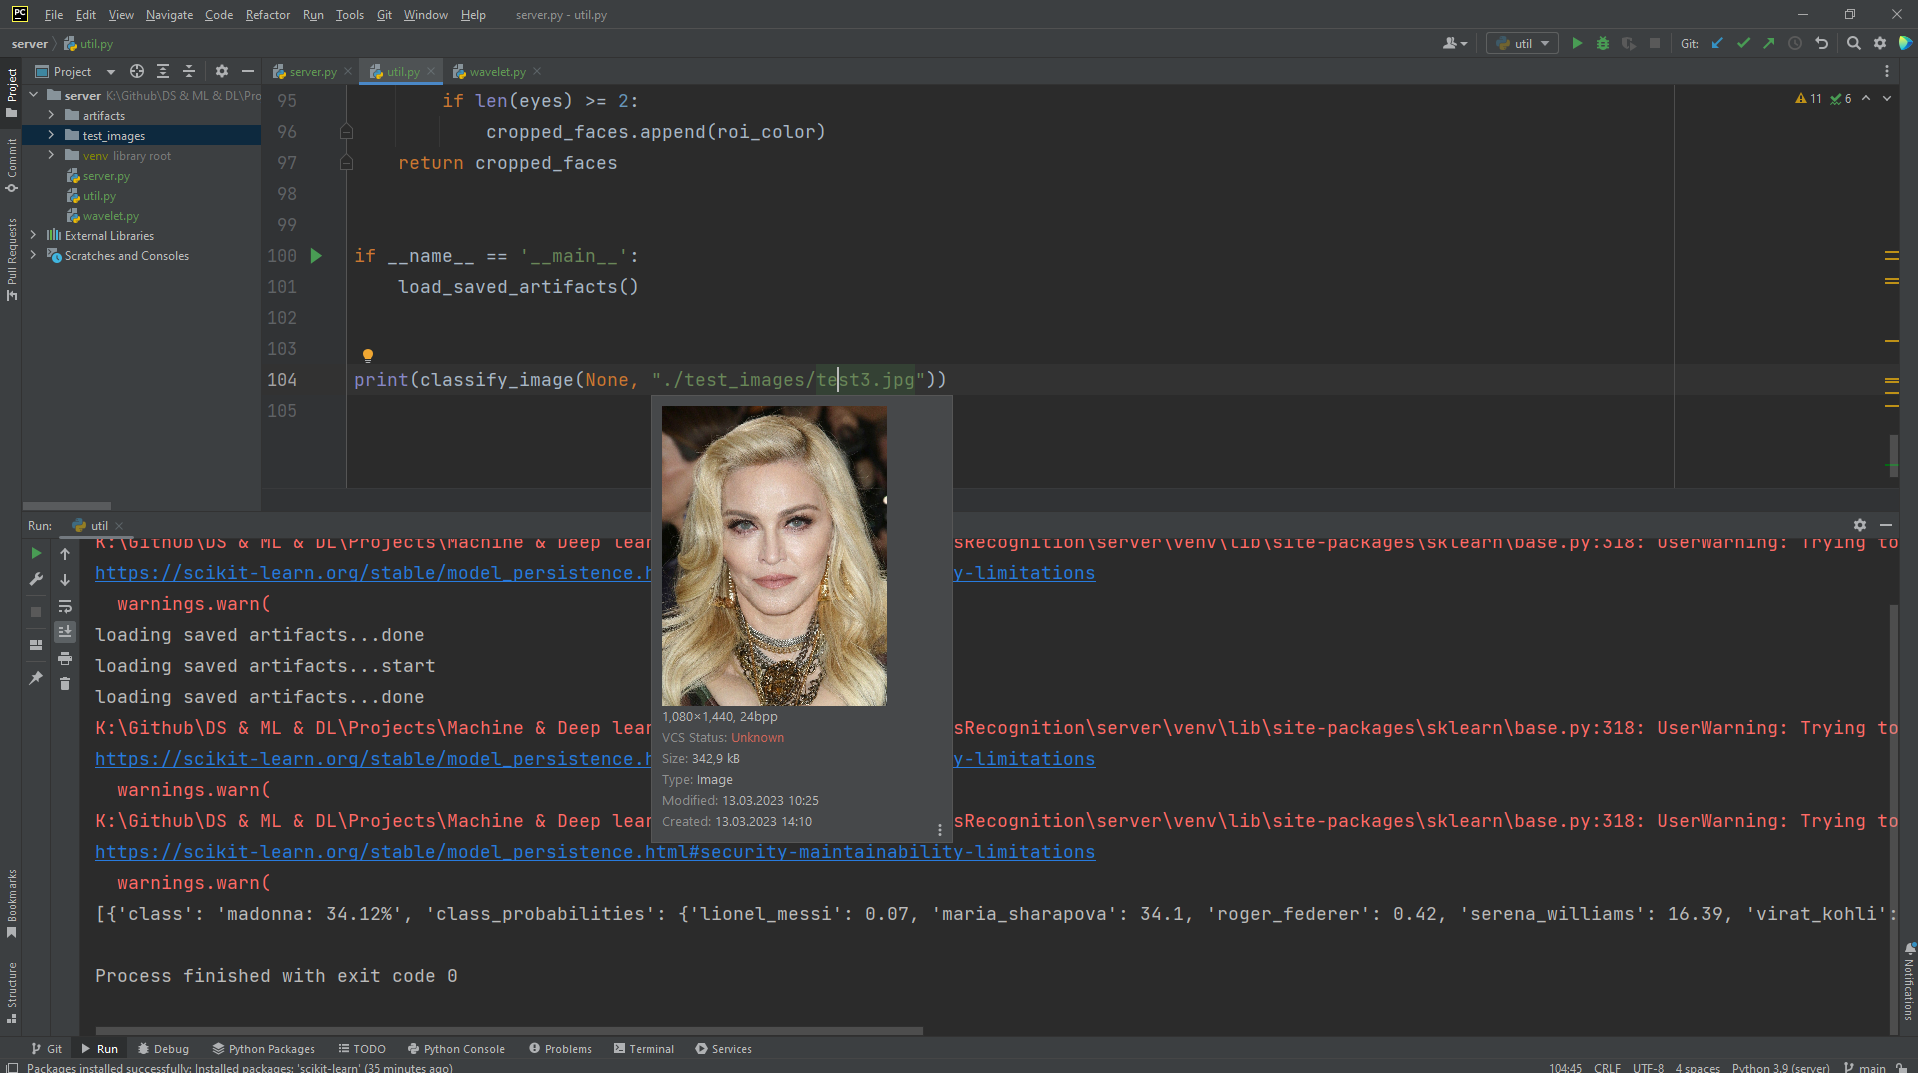 File Edit View Navigate Code Refactor Run Tools Git Window Help server.py - util.py
server util.py
util Git:
Project
server.py util.py wavelet.py
server K:\Github\DS & ML & DL\Pro
artifacts
test_images
venv library root
server.py
util.py
wavelet.py
External Libraries
Scratches and Consoles
Project
Commit
Pull Requests
Bookmarks
Structure
Notifications
11 6
95 if len(eyes) >= 2:
96 cropped_faces.append(roi_color)
97 return cropped_faces
98
99
100 if __name__ == '__main__':
101 load_saved_artifacts()
102
103
104 print(classify_image(None, "./test_images/test3.jpg"))
105
1,080×1,440, 24bpp
VCS Status: Unknown
Size: 342,9 kB
Type: Image
Modified: 13.03.2023 10:25
Created: 13.03.2023 14:10
Run: util
K:\Github\DS & ML & DL\Projects\Machine & Deep lear sRecognition\server\venv\lib\site-packages\sklearn\base.py:318: UserWarning: Trying to
https://scikit-learn.org/stable/model_persistence.h y-limitations
warnings.warn(
loading saved artifacts...done
loading saved artifacts...start
loading saved artifacts...done
K:\Github\DS & ML & DL\Projects\Machine & Deep lear sRecognition\server\venv\lib\site-packages\sklearn\base.py:318: UserWarning: Trying to
https://scikit-learn.org/stable/model_persistence.h y-limitations
warnings.warn(
K:\Github\DS & ML & DL\Projects\Machine & Deep lear sRecognition\server\venv\lib\site-packages\sklearn\base.py:318: UserWarning: Trying to
https://scikit-learn.org/stable/model_persistence.html#security-maintainability-limitations
warnings.warn(
[{'class': 'madonna: 34.12%', 'class_probabilities': {'lionel_messi': 0.07, 'maria_sharapova': 34.1, 'roger_federer': 0.42, 'serena_williams': 16.39, 'virat_kohli':
Process finished with exit code 0
Git Run Debug Python Packages TODO Python Console Problems Terminal Services
Packages installed successfully: Installed packages: 'scikit-learn' (35 minutes ago) 104:45 CRLF UTF-8 4 spaces Python 3.9 (server) main